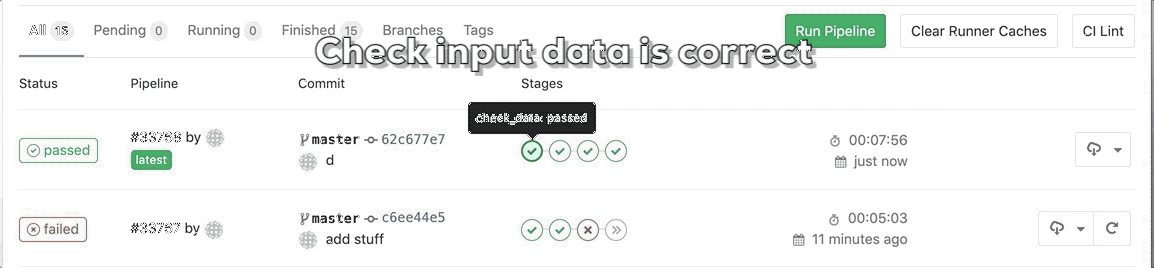 All 15 Pending 0 Running 0 Finished 15 Branches Tags Run Pipeline Clear Runner Caches CI Lint
Check input data is correct
Status Pipeline Commit Stages
check_data: passed
passed #33768 by master 62c677e7 00:07:56
latest d just now
failed #33767 by master c6ee44e5 00:05:03
add stuff 11 minutes ago